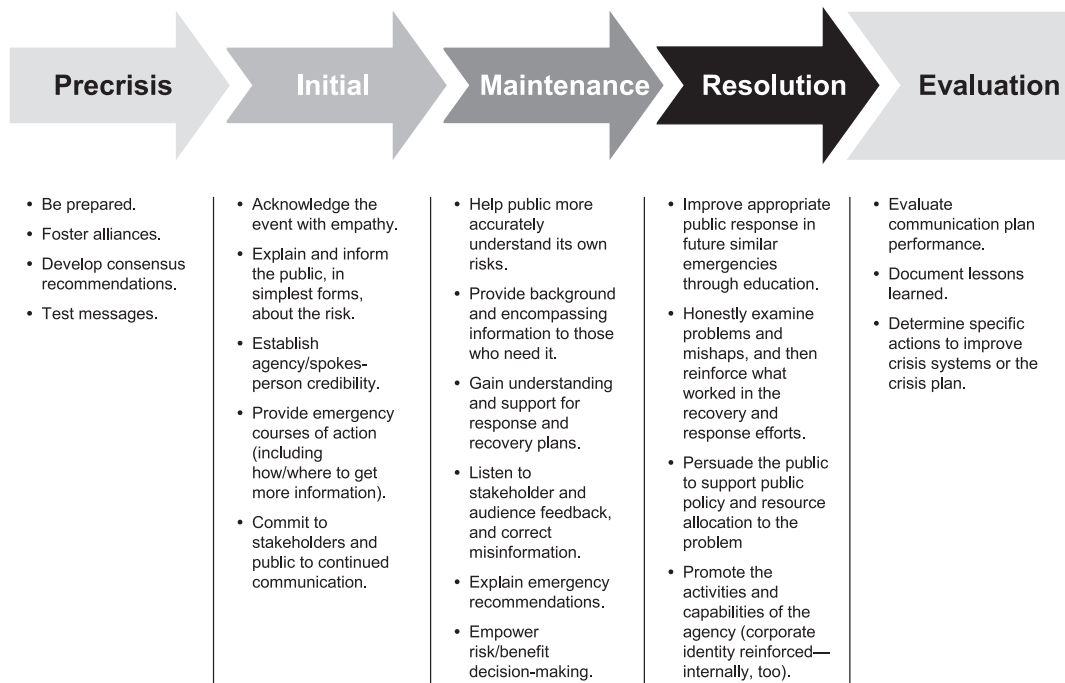 Precrisis
Initial
Maintenance
Resolution
Evaluation
• Be prepared.
• Foster alliances.
• Develop consensus
recommendations.
• Test messages.
• Acknowledge the
event with empathy.
• Explain and inform
the public, in
simplest forms,
about the risk.
• Establish
agency/spokes-
person credibility.
• Provide emergency
courses of action
(including
how/where to get
more information).
• Commit to
stakeholders and
public to continued
communication.
• Help public more
accurately
understand its own
risks.
• Provide background
and encompassing
information to those
who need it.
• Gain understanding
and support for
response and
recovery plans.
• Listen to
stakeholder and
audience feedback,
and correct
misinformation.
• Explain emergency
recommendations.
• Empower
risk/benefit
decision-making.
• Improve appropriate
public response in
future similar
emergencies
through education.
• Honestly examine
problems and
mishaps, and then
reinforce what
worked in the
recovery and
response efforts.
• Persuade the public
to support public
policy and resource
allocation to the
problem
• Promote the
activities and
capabilities of the
agency (corporate
identity reinforced—
internally, too).
• Evaluate
communication plan
performance.
• Document lessons
learned.
• Determine specific
actions to improve
crisis systems or the
crisis plan.